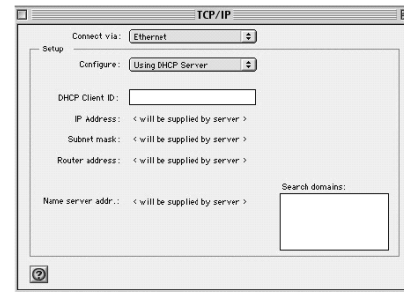 TCP/IP
Connect via: Ethernet
Setup
Configure: Using DHCP Server
DHCP Client ID:
IP Address: < will be supplied by server >
Subnet mask: < will be supplied by server >
Router address: < will be supplied by server >
Search domains:
Name server addr.: < will be supplied by server >
?